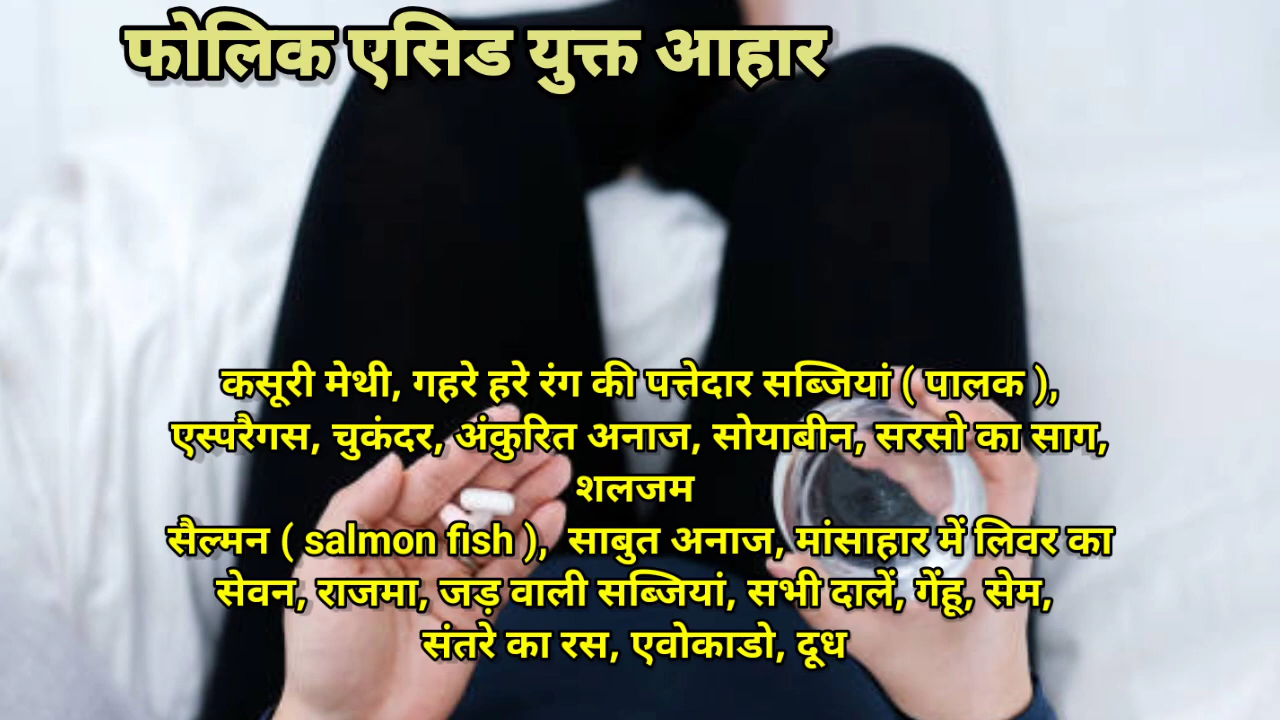 फोलिक एसिड युक्त आहार
कसूरी मेथी, गहरे हरे रंग की पत्तेदार सब्जियां ( पालक ),
एस्परैगस, चुकंदर, अंकुरित अनाज, सोयाबीन, सरसो का साग,
शलजम
सैल्मन ( salmon fish ), साबुत अनाज, मांसाहार में लिवर का
सेवन, राजमा, जड़ वाली सब्जियां, सभी दालें, गेंहू, सेम,
संतरे का रस, एवोकाडो, दूध